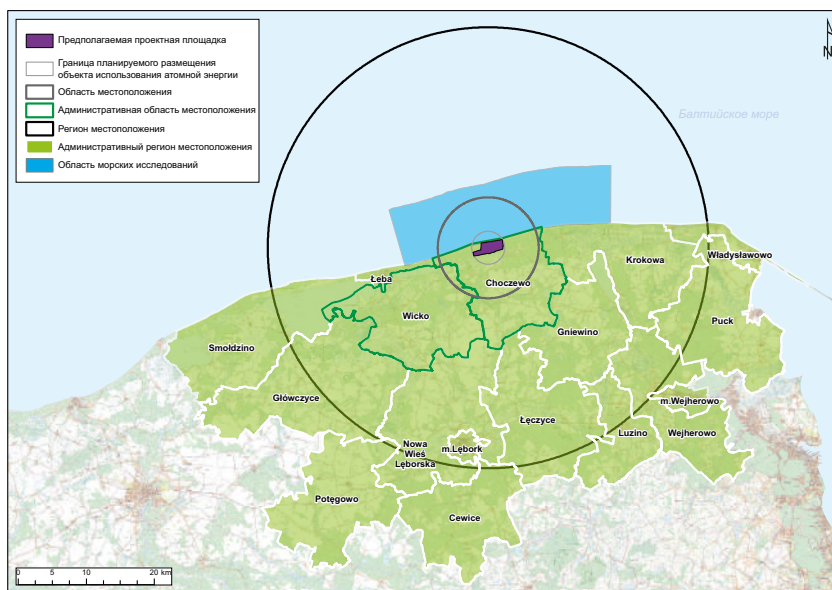 Предполагаемая проектная площадка
Граница планируемого размещения
объекта использования атомной энергии
Область местоположения
Административная область местоположения
Регион местоположения
Административный регион местоположения
Область морских исследований
N
Балтийское море
Władysławowo
Krokowa
Łeba
Choczewo
Wicko
Puck
Gniewino
Smołdzino
Główczyce
m.Wejherowo
Łęczyce
Luzino
Wejherowo
Nowa
Wieś
Lęborska
m.Lębork
Potęgowo
Cewice
0 5 10 20 km